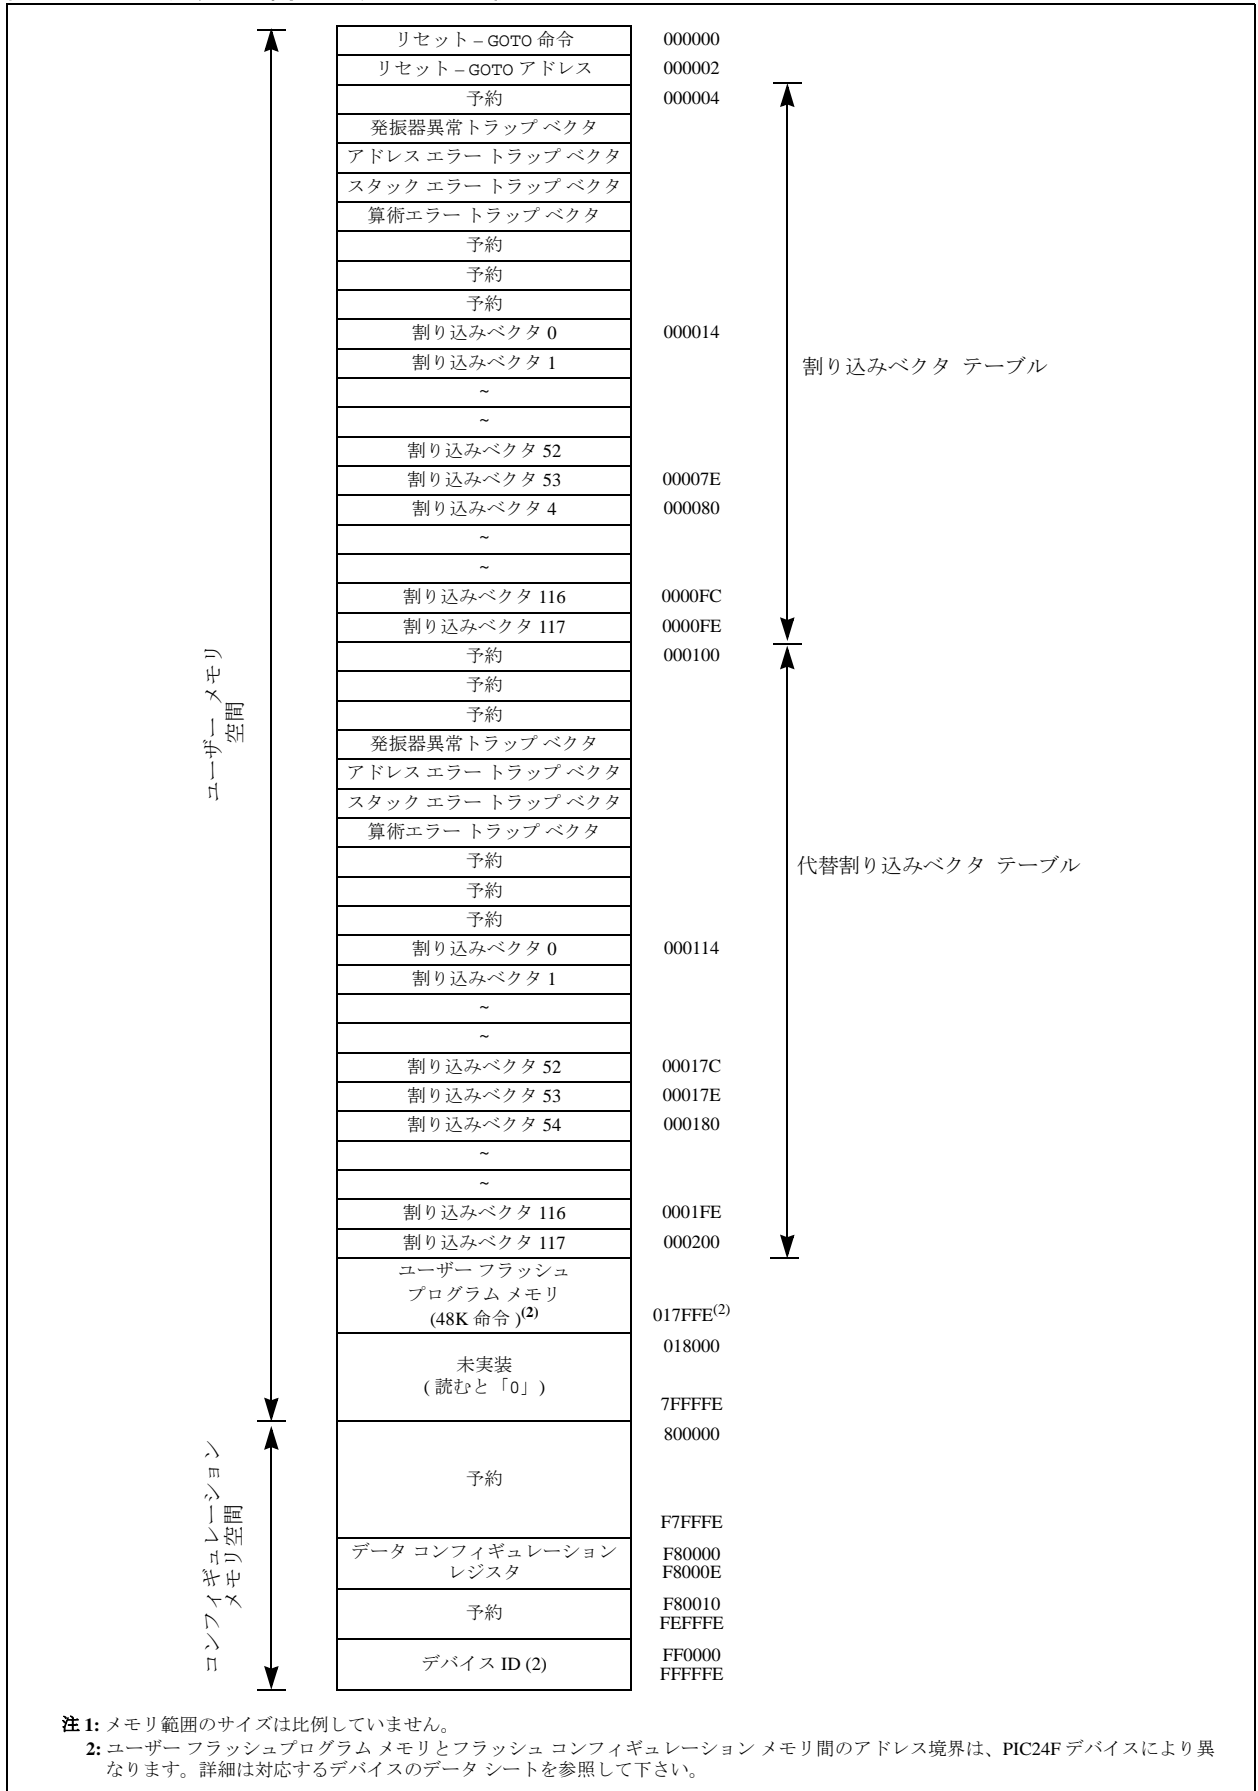 リセット – GOTO 命令 000000
リセット – GOTO アドレス 000002
予約 000004
発振器異常トラップ ベクタ
アドレス エラー トラップ ベクタ
スタック エラー トラップ ベクタ
算術エラー トラップ ベクタ
予約
予約
予約
割り込みベクタ 0 000014
割り込みベクタ 1
~
~
割り込みベクタ 52
割り込みベクタ 53 00007E
割り込みベクタ 4 000080
~
~
割り込みベクタ 116 0000FC
割り込みベクタ 117 0000FE
割り込みベクタ テーブル
予約 000100
予約
予約
発振器異常トラップ ベクタ
アドレス エラー トラップ ベクタ
スタック エラー トラップ ベクタ
算術エラー トラップ ベクタ
予約
予約
予約
割り込みベクタ 0 000114
割り込みベクタ 1
~
~
割り込みベクタ 52 00017C
割り込みベクタ 53 00017E
割り込みベクタ 54 000180
~
~
割り込みベクタ 116 0001FE
割り込みベクタ 117 000200
代替割り込みベクタ テーブル
ユーザー フラッシュ
プログラム メモリ
(48K 命令 )(2) 017FFE(2)
018000
未実装
( 読むと「0」)
7FFFFE
ユーザー メモリ
空間
800000
予約
F7FFFE
データ コンフィギュレーション F80000
レジスタ F8000E
予約 F80010
FEFFFE
デバイス ID (2) FF0000
FFFFFE
コンフィギュレーション
メモリ空間
注 1: メモリ範囲のサイズは比例していません。
2: ユーザー フラッシュプログラム メモリとフラッシュ コンフィギュレーション メモリ間のアドレス境界は、PIC24F デバイスにより異
なります。詳細は対応するデバイスのデータ シートを参照して下さい。